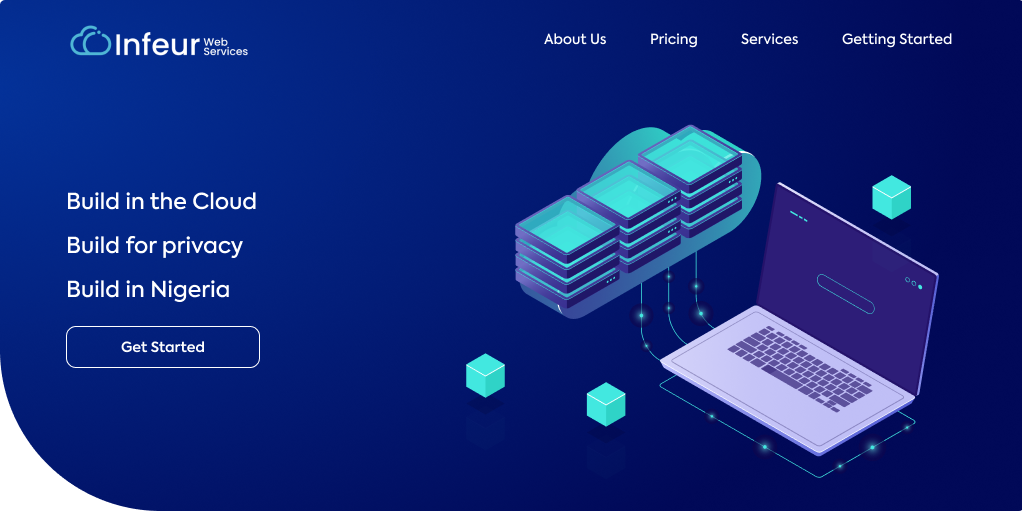 Infeur Web Services
About Us
Pricing
Services
Getting Started
Build in the Cloud
Build for privacy
Build in Nigeria
Get Started